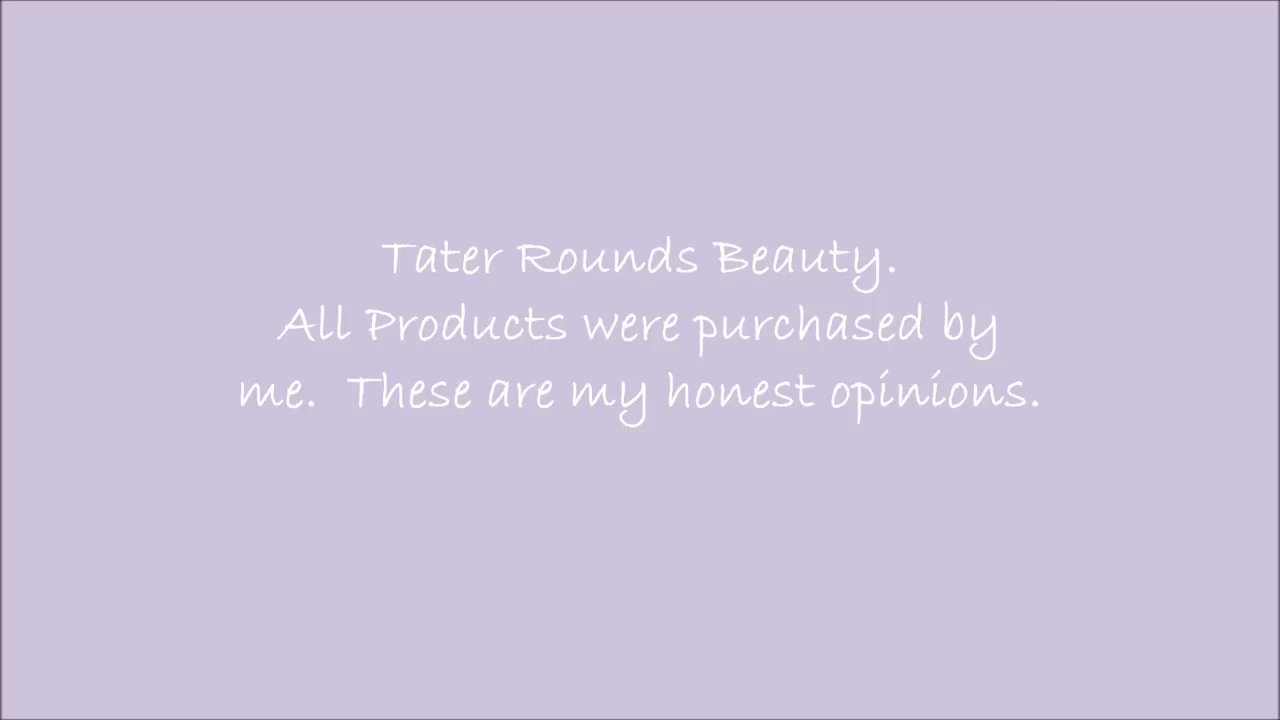 Tater Rounds Beauty.
All Products were purchased by
me.  These are my honest opinions.